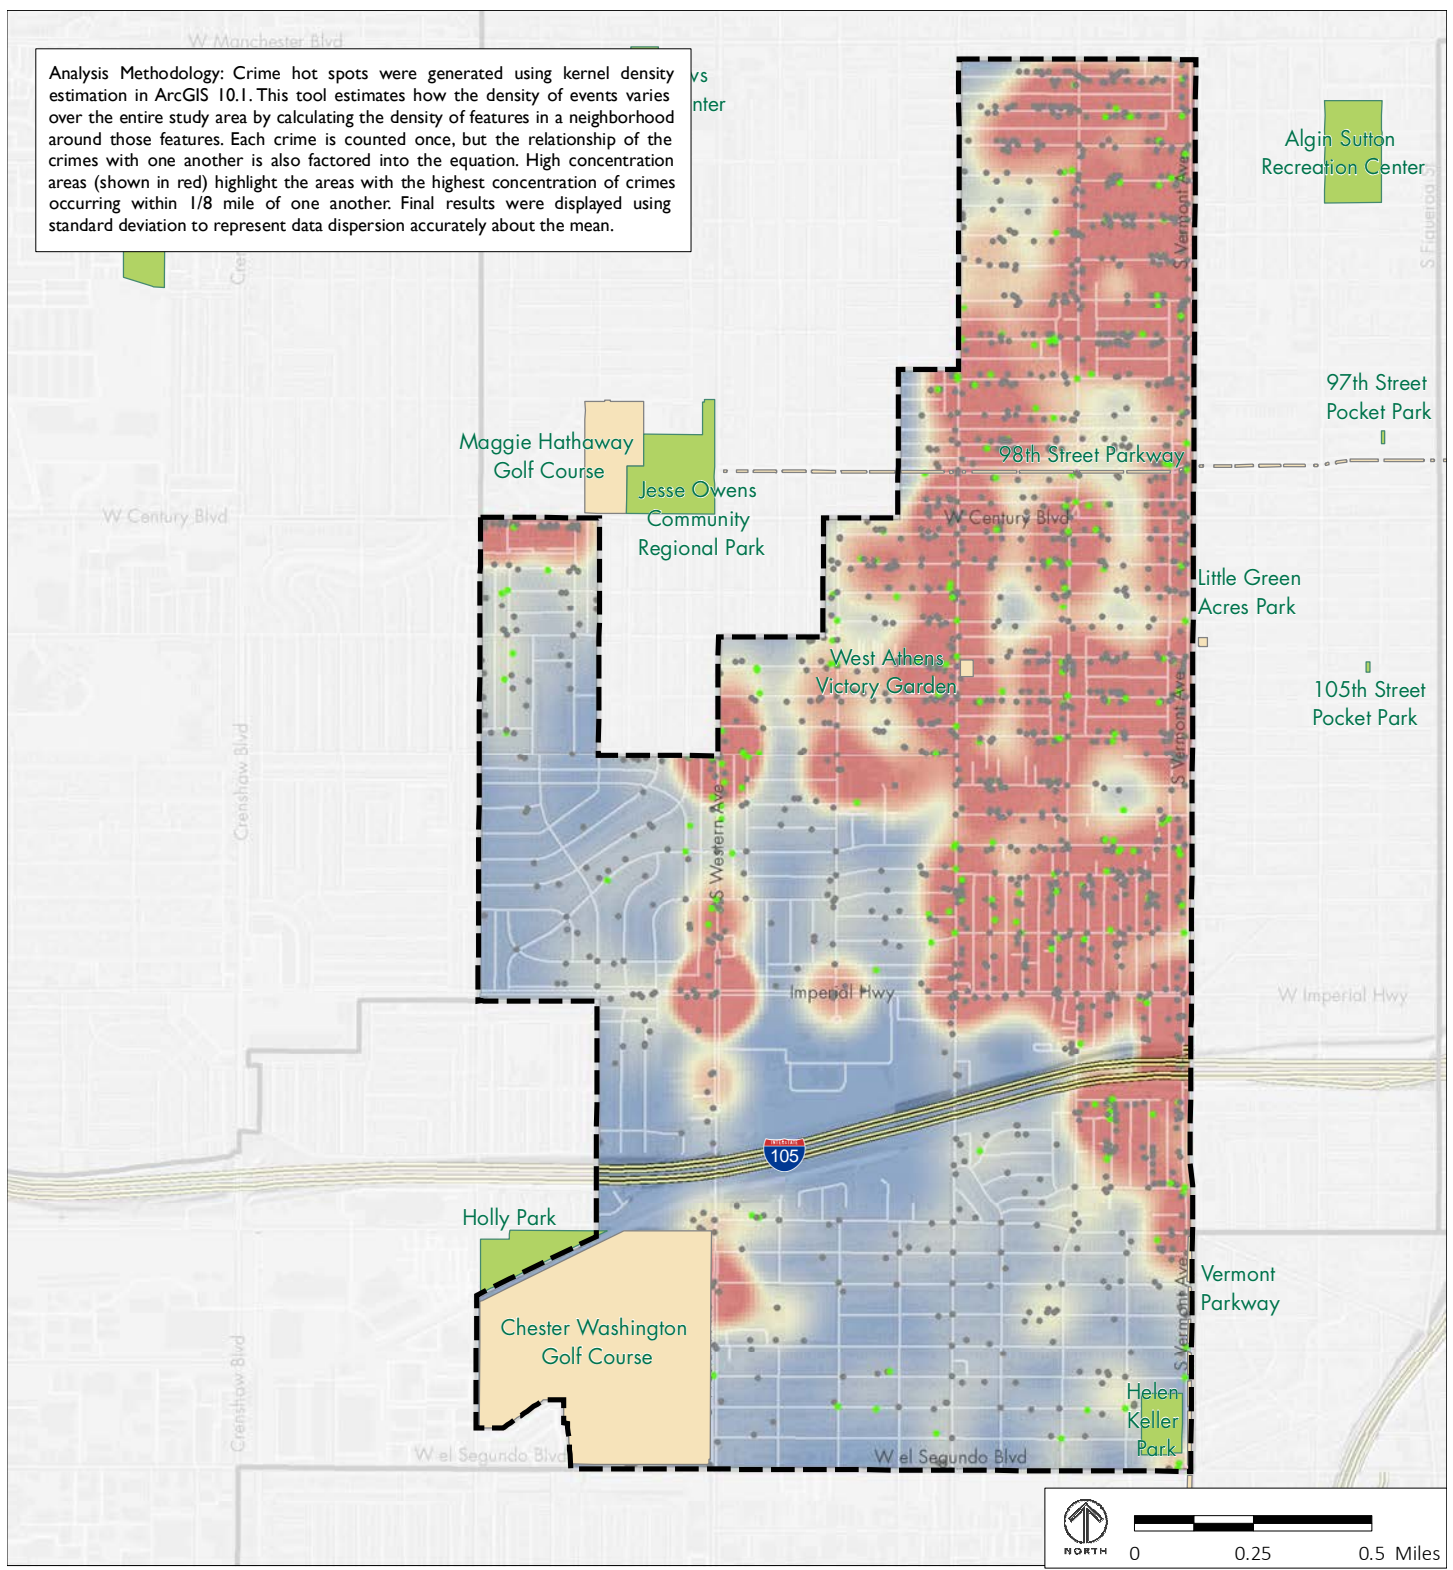 W Manchester Blvd
Analysis Methodology: Crime hot spots were generated using kernel density
estimation in ArcGIS 10.1. This tool estimates how the density of events varies
over the entire study area by calculating the density of features in a neighborhood
around those features. Each crime is counted once, but the relationship of the
crimes with one another is also factored into the equation. High concentration
areas (shown in red) highlight the areas with the highest concentration of crimes
occurring within 1/8 mile of one another. Final results were displayed using
standard deviation to represent data dispersion accurately about the mean.
Algin Sutton
Recreation Center
S Vermont Ave
S Figueroa St
97th Street
Pocket Park
Maggie Hathaway
Golf Course
98th Street Parkway
Jesse Owens
Community
Regional Park
W Century Blvd
W Century Blvd
Little Green
Acres Park
West Athens
Victory Garden
105th Street
Pocket Park
S Vermont Ave
Crenshaw Blvd
S Western Ave
Imperial Hwy
W Imperial Hwy
INTERSTATE
105
Holly Park
Vermont
Parkway
S Vermont Ave
Chester Washington
Golf Course
Crenshaw Blvd
Helen
Keller
Park
W el Segundo Blvd
W el Segundo Blvd
NORTH
0 0.25 0.5 Miles